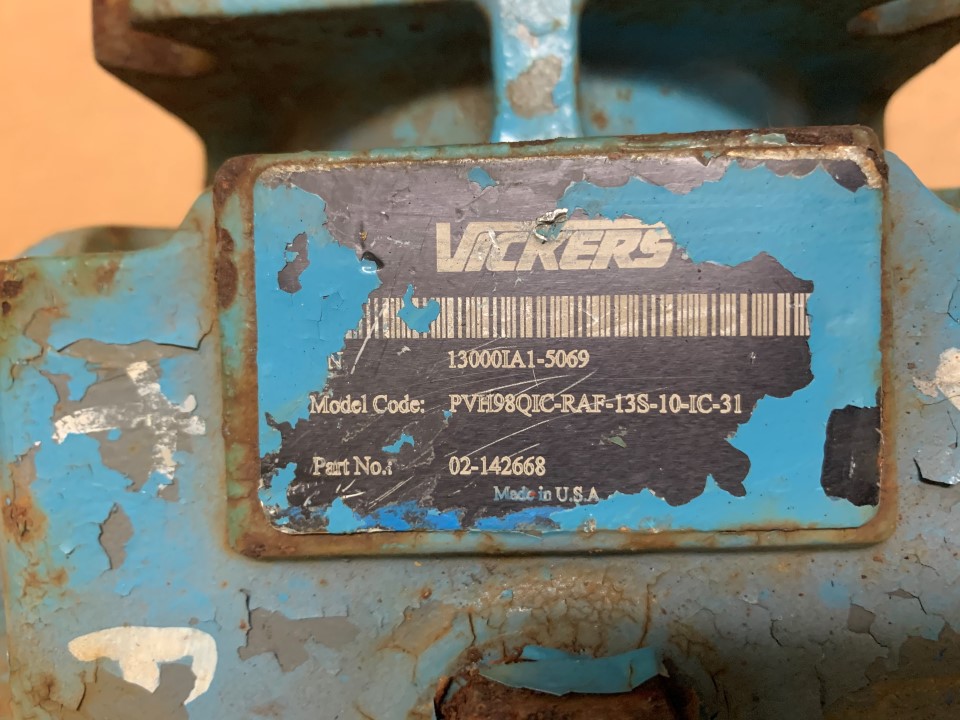 VICKERS
N 13000IA1-5069
Model Code: PVH98QIC-RAF-13S-10-IC-31
Part No.: 02-142668
Made in U.S.A